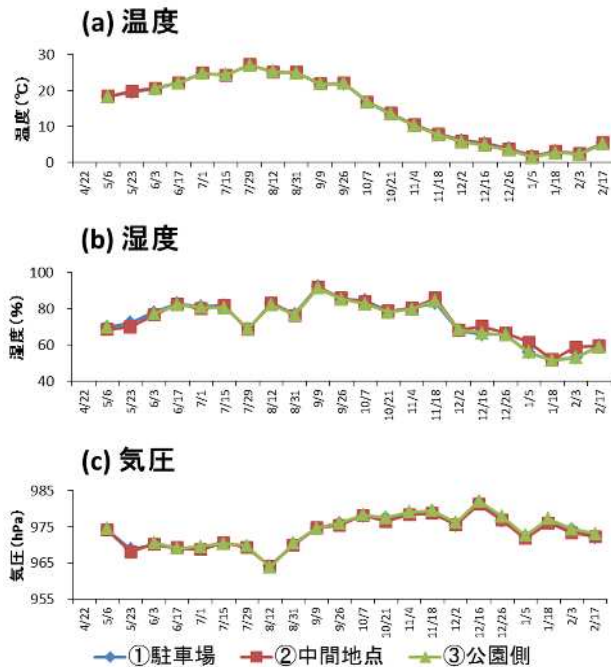 (a) 温度
温度(℃)
30
20
10
0
4/22 5/6 5/23 6/3 6/17 7/1 7/15 7/29 8/12 8/31 9/9 9/26 10/7 10/21 11/4 11/18 12/2 12/16 12/26 1/5 1/18 2/3 2/17
(b) 湿度
湿度(%)
100
80
60
40
4/22 5/6 5/23 6/3 6/17 7/1 7/15 7/29 8/12 8/31 9/9 9/26 10/7 10/21 11/4 11/18 12/2 12/16 12/26 1/5 1/18 2/3 2/17
(c) 気圧
気圧(hPa)
985
975
965
955
4/22 5/6 5/23 6/3 6/17 7/1 7/15 7/29 8/12 8/31 9/9 9/26 10/7 10/21 11/4 11/18 12/2 12/16 12/26 1/5 1/18 2/3 2/17
①駐車場 ②中間地点 ③公園側